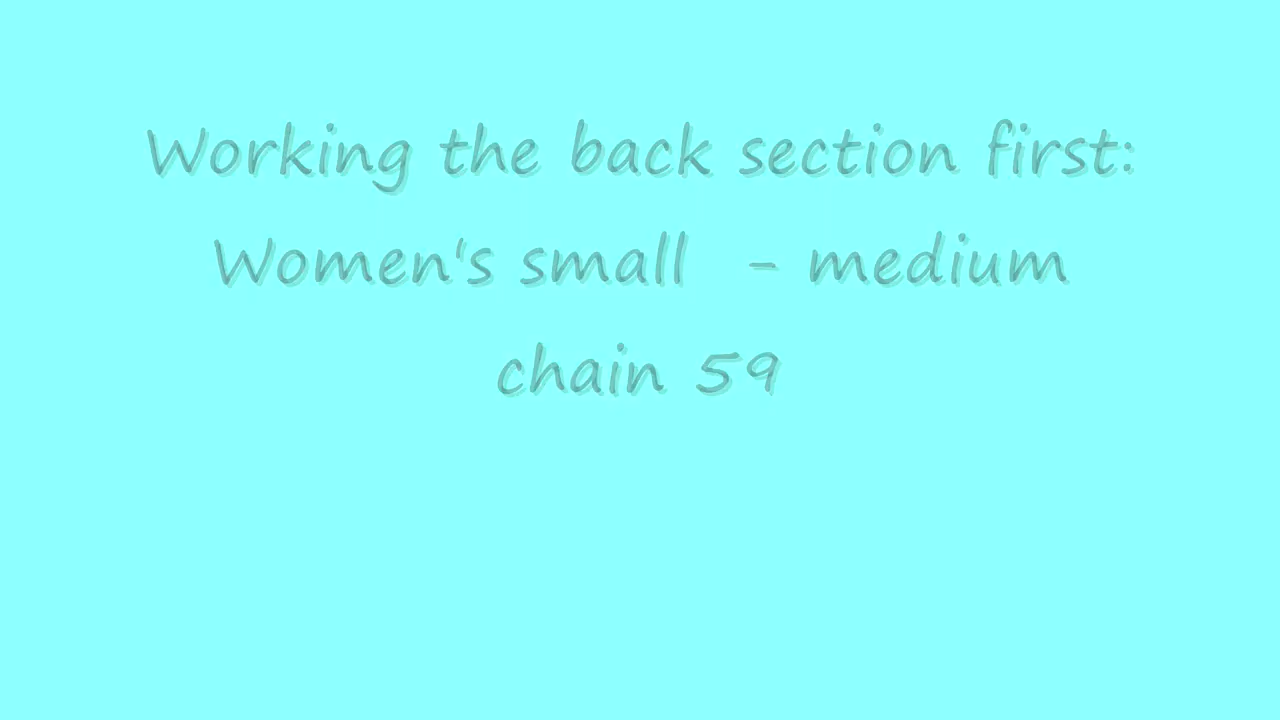 Working the back section first:
Women's small - medium
chain 59